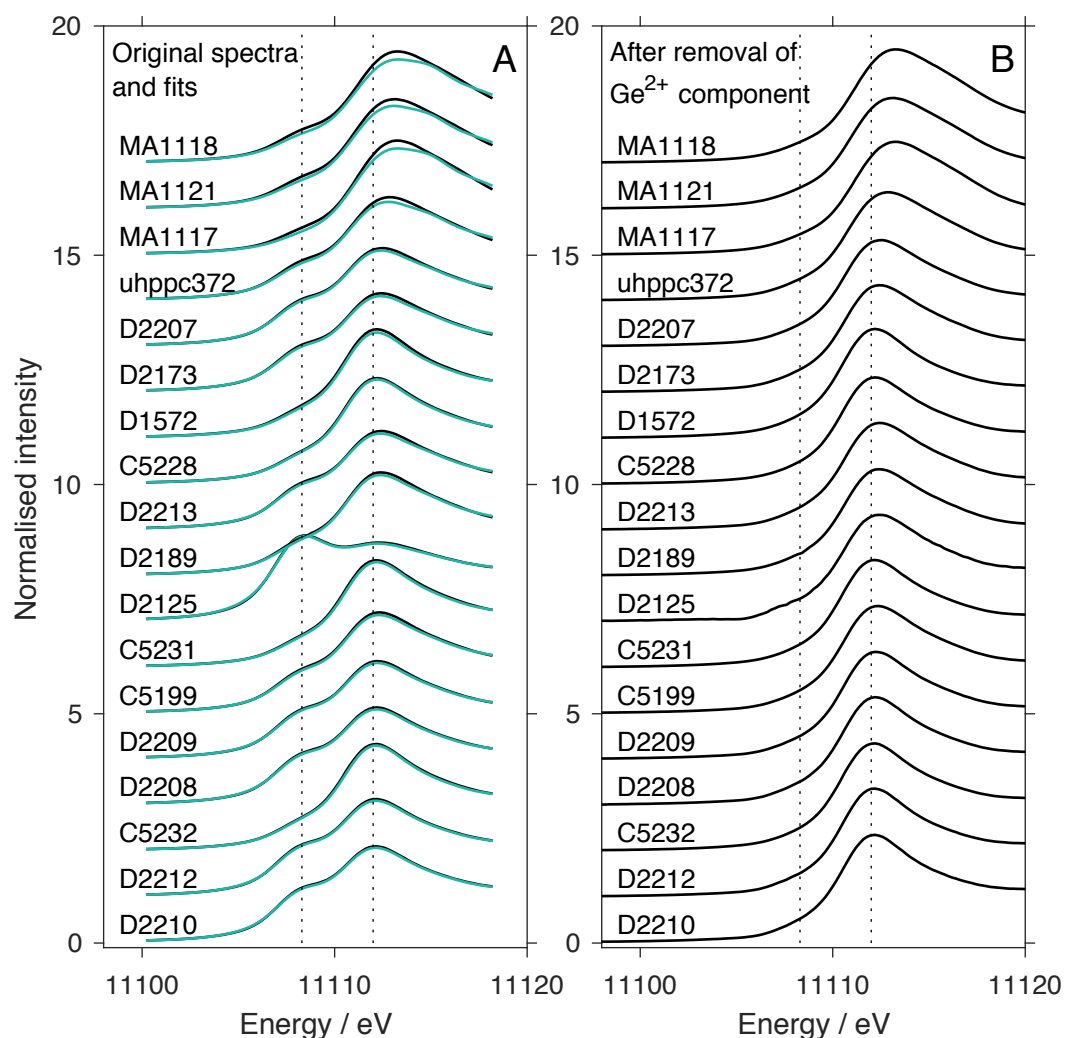 Original spectra
and fits
A
MA1118
MA1121
MA1117
uhppc372
D2207
D2173
D1572
C5228
D2213
D2189
D2125
C5231
C5199
D2209
D2208
C5232
D2212
D2210
20
15
10
5
0
Normalised intensity
11100 11110 11120
Energy / eV
After removal of
Ge²⁺ component
B
MA1118
MA1121
MA1117
uhppc372
D2207
D2173
D1572
C5228
D2213
D2189
D2125
C5231
C5199
D2209
D2208
C5232
D2212
D2210
20
15
10
5
0
11100 11110 11120
Energy / eV